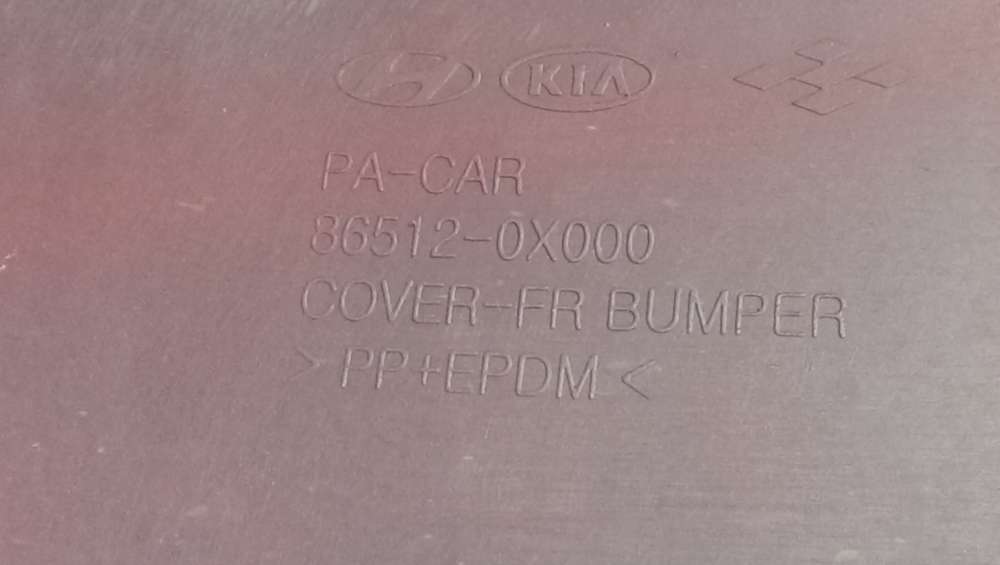 KIA
PA-CAR
86512-0X000
COVER-FR BUMPER
>PP+EPDM<